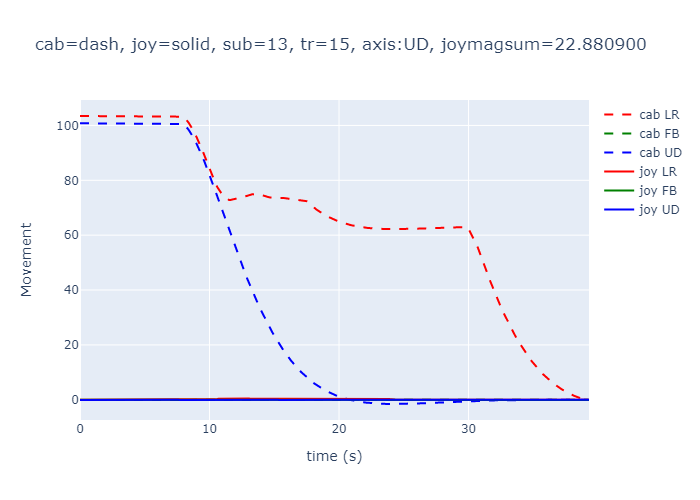 cab=dash, joy=solid, sub=13, tr=15, axis:UD, joymagsum=22.880900
100
80
60
40
20
0
Movement
0 10 20 30
time (s)
cab LR
cab FB
cab UD
joy LR
joy FB
joy UD